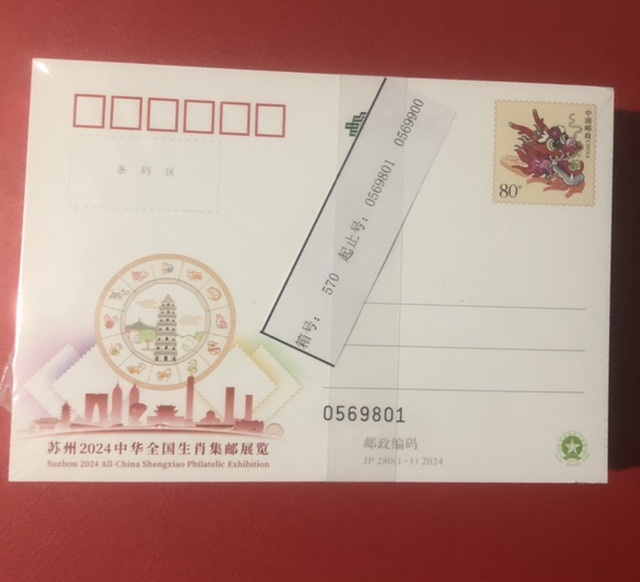 条码区
中国邮政
80分
箱号： 570 起止号：0569801 0569900
0569801
苏州2024中华全国生肖集邮展览
Suzhou 2024 All-China Shengxiao Philatelic Exhibition
邮政编码
JP 280(1-1) 2024